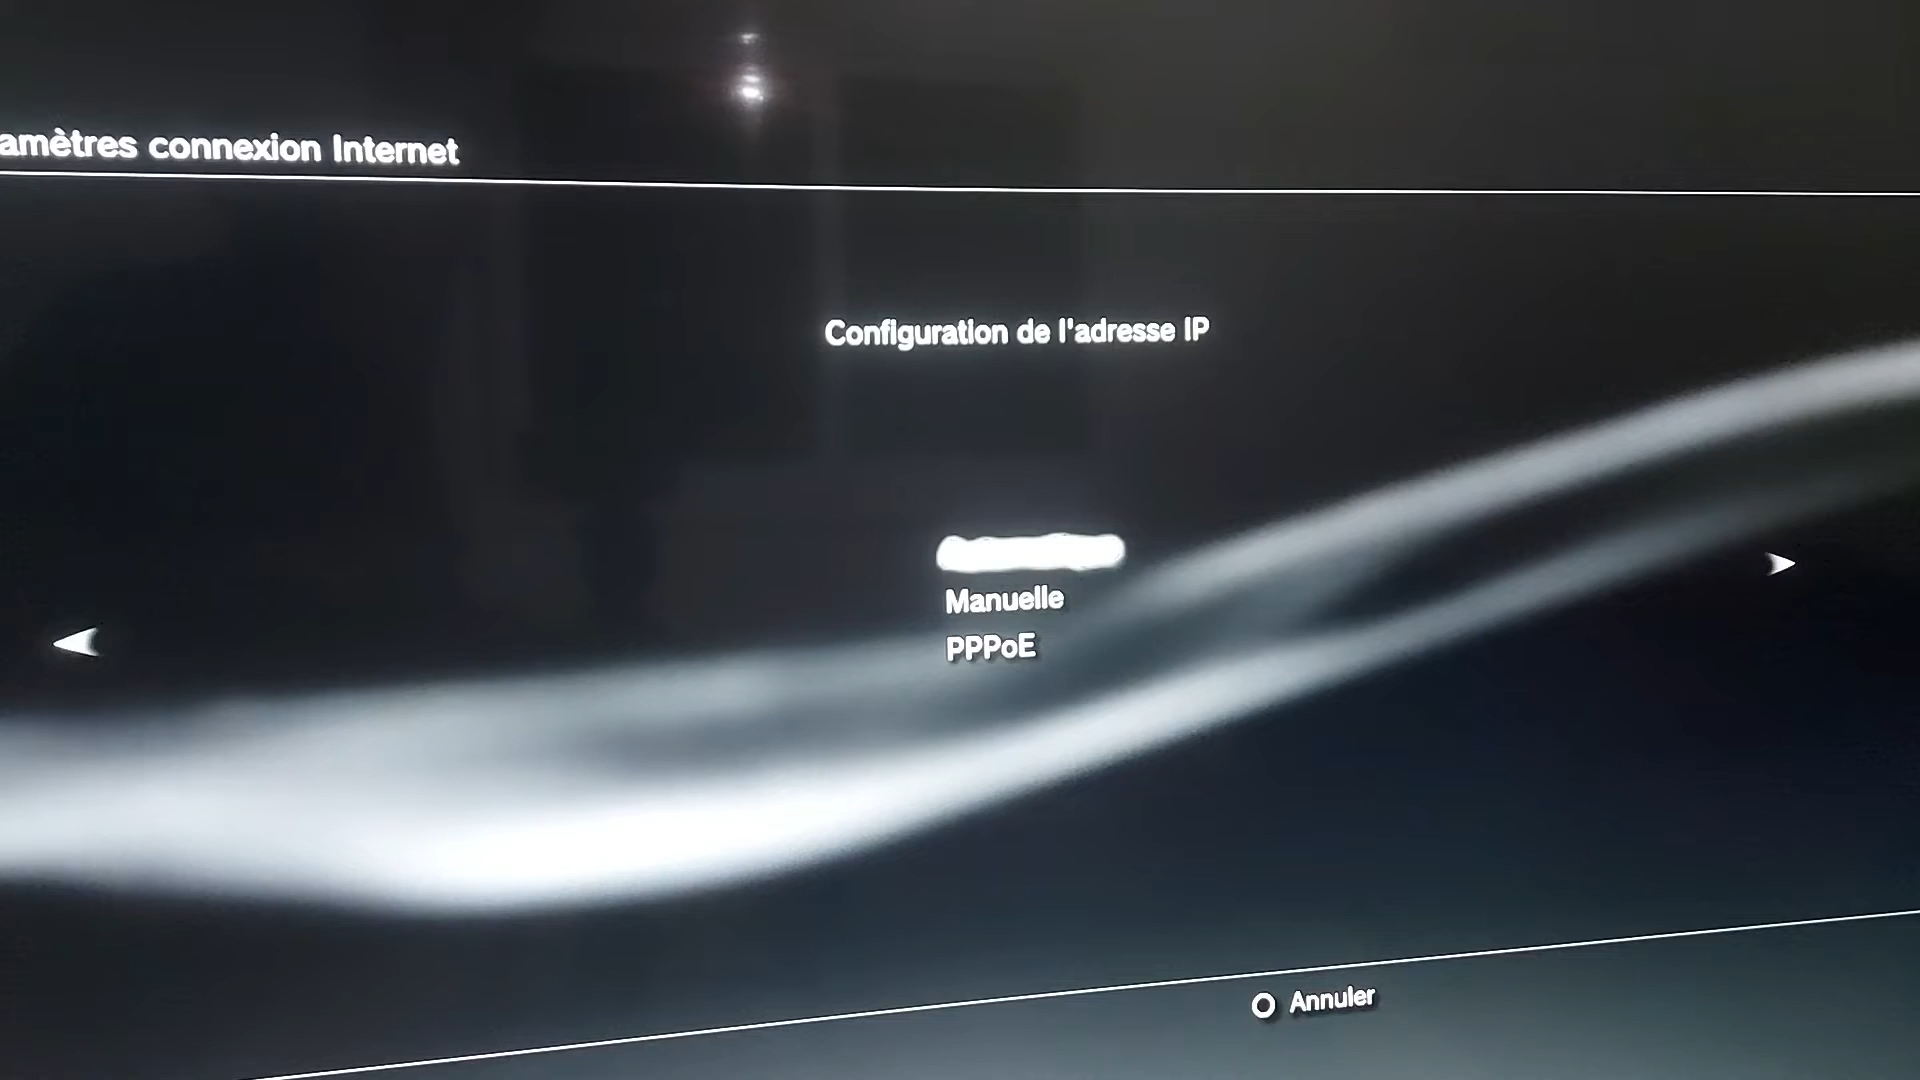 amètres connexion Internet
Configuration de l'adresse IP
Manuelle
PPPoE
Annuler